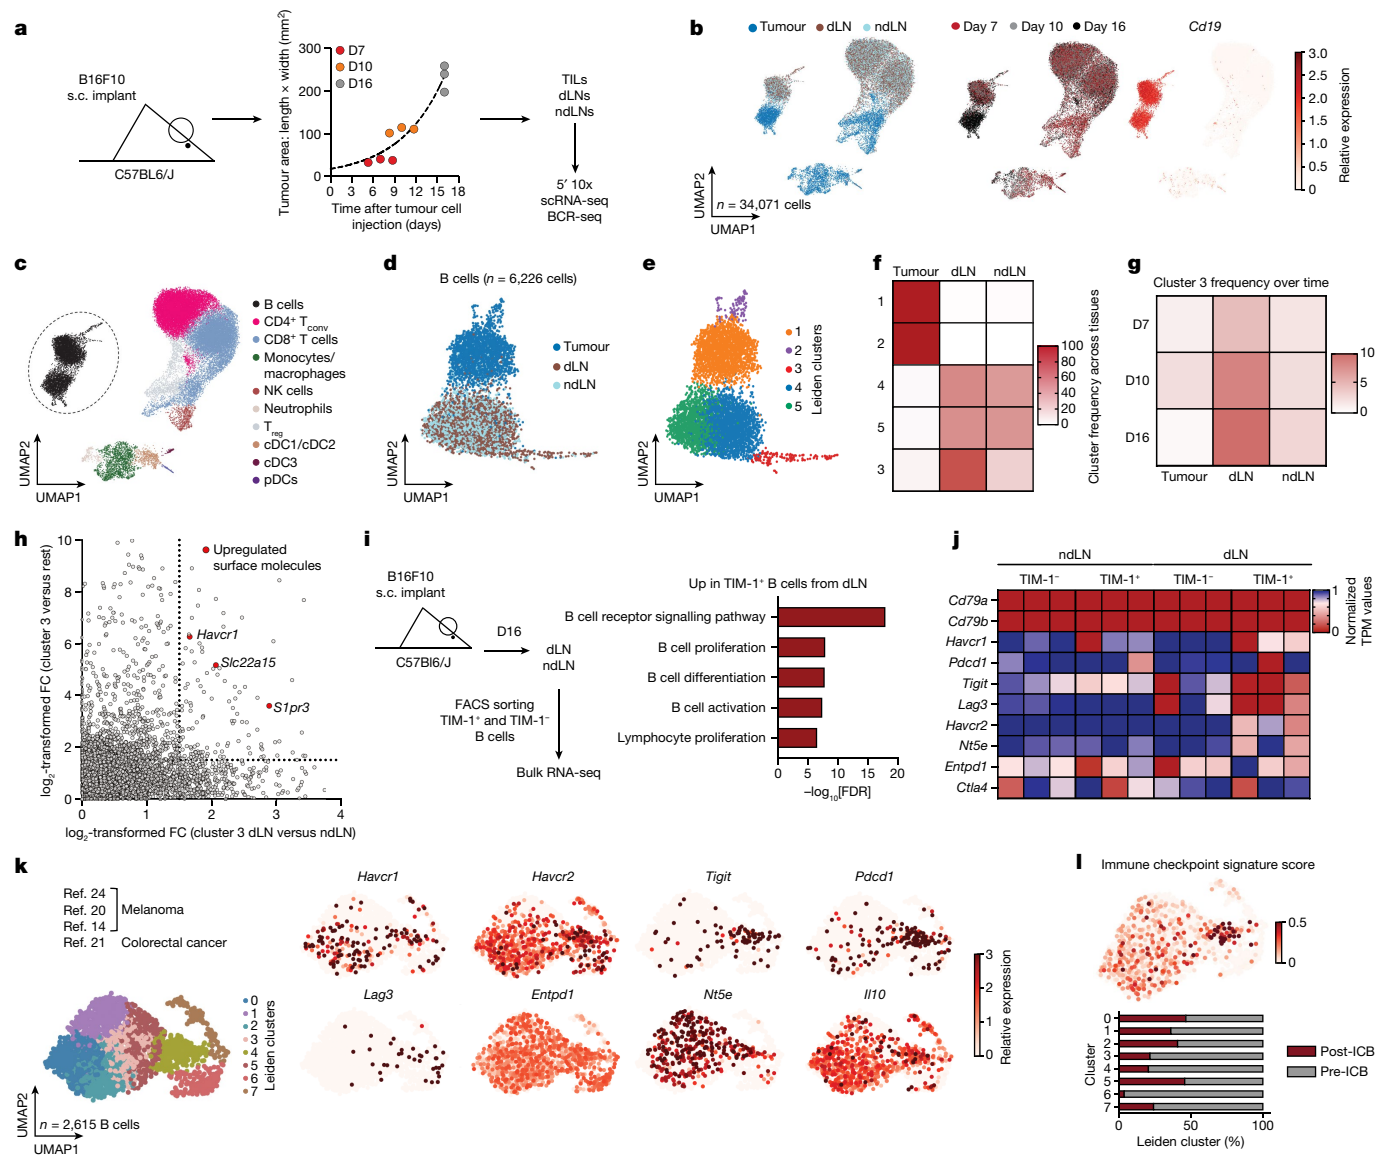 a
B16F10
s.c. implant
C57BL6/J
Tumour area: length × width (mm²)
300
200
100
0
D7
D10
D16
0 3 6 9 12 15 18
Time after tumour cell
injection (days)
TILs
dLNs
ndLNs
5′ 10x
scRNA-seq
BCR-seq
b
Tumour dLN ndLN
Day 7 Day 10 Day 16
Cd19
3.0
2.5
2.0
1.5
1.0
0.5
0
Relative expression
UMAP2
n = 34,071 cells
UMAP1
c
B cells
CD4⁺ Tconv
CD8⁺ T cells
Monocytes/
macrophages
NK cells
Neutrophils
Treg
cDC1/cDC2
cDC3
pDCs
UMAP2
UMAP1
d
B cells (n = 6,226 cells)
Tumour
dLN
ndLN
UMAP2
UMAP1
e
1
2
3
4
5
Leiden clusters
UMAP2
UMAP1
f
Tumour dLN ndLN
1
2
4
5
3
100
80
60
40
20
0
Cluster frequency across tissues
g
Cluster 3 frequency over time
D7
D10
D16
Tumour dLN ndLN
10
5
0
h
log₂-transformed FC (cluster 3 versus rest)
10
8
6
4
2
0
Upregulated
surface molecules
Havcr1
Slc22a15
S1pr3
0 1 2 3 4
log₂-transformed FC (cluster 3 dLN versus ndLN)
i
B16F10
s.c. implant
C57Bl6/J
D16
dLN
ndLN
FACS sorting
TIM-1⁺ and TIM-1⁻
B cells
Bulk RNA-seq
Up in TIM-1⁺ B cells from dLN
B cell receptor signalling pathway
B cell proliferation
B cell differentiation
B cell activation
Lymphocyte proliferation
0 5 10 15 20
−log₁₀[FDR]
j
ndLN dLN
TIM-1⁻ TIM-1⁺ TIM-1⁻ TIM-1⁺
Cd79a
Cd79b
Havcr1
Pdcd1
Tigit
Lag3
Havcr2
Nt5e
Entpd1
Ctla4
1
0
Normalized
TPM values
k
Ref. 24
Ref. 20
Ref. 14
Melanoma
Ref. 21 Colorectal cancer
0
1
2
3
4
5
6
7
Leiden clusters
UMAP2
n = 2,615 B cells
UMAP1
Havcr1 Havcr2 Tigit Pdcd1
Lag3 Entpd1 Nt5e Il10
3
2
1
0
Relative expression
l
Immune checkpoint signature score
0.5
0
Cluster
0
1
2
3
4
5
6
7
0 50 100
Leiden cluster (%)
Post-ICB
Pre-ICB